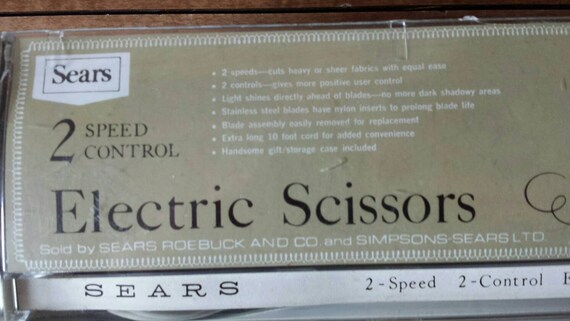 Sears
• 2 speeds—cuts heavy or sheer fabrics with equal ease
• 2 controls—gives more positive user control
• Light shines directly ahead of blades—no more dark shadowy areas
• Stainless steel blades have nylon inserts to prolong blade life
• Blade assembly easily removed for replacement
• Extra long 10 foot cord for added convenience
• Handsome gift/storage case included
2 SPEED
CONTROL
Electric Scissors
Sold by SEARS ROEBUCK AND CO. and SIMPSONS-SEARS LTD.
SEARS 2-Speed 2-Control E